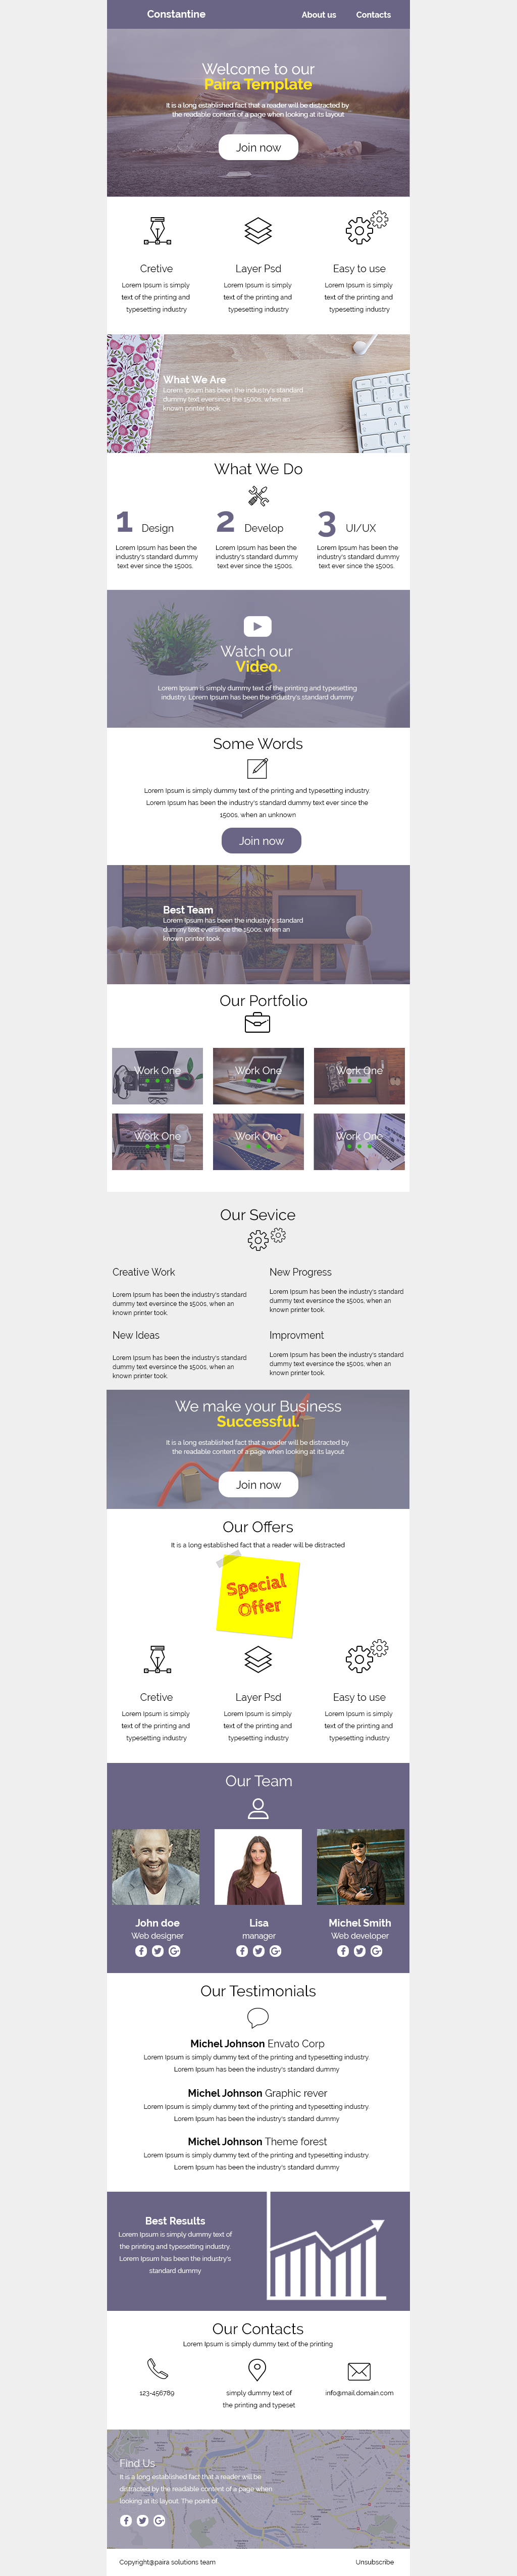 Constantine About us Contacts
Welcome to our
Paira Template
It is a long established fact that a reader will be distracted by
the readable content of a page when looking at its layout
Join now
Cretive
Lorem Ipsum is simply
text of the printing and
typesetting industry
Layer Psd
Lorem Ipsum is simply
text of the printing and
typesetting industry
Easy to use
Lorem Ipsum is simply
text of the printing and
typesetting industry
What We Are
Lorem Ipsum has been the industry's standard
dummy text eversince the 1500s, when an
known printer took.
What We Do
1 Design
Lorem Ipsum has been the
industry's standard dummy
text ever since the 1500s.
2 Develop
Lorem Ipsum has been the
industry's standard dummy
text ever since the 1500s.
3 UI/UX
Lorem Ipsum has been the
industry's standard dummy
text ever since the 1500s.
Watch our
Video.
Lorem Ipsum is simply dummy text of the printing and typesetting
industry. Lorem Ipsum has been the industry's standard dummy
Some Words
Lorem Ipsum is simply dummy text of the printing and typesetting industry.
Lorem Ipsum has been the industry's standard dummy text ever since the
1500s, when an unknown
Join now
Best Team
Lorem Ipsum has been the industry's standard
dummy text eversince the 1500s, when an
known printer took.
Our Portfolio
Work One
Work One
Work One
Work One
Work One
Work One
Our Sevice
Creative Work
Lorem Ipsum has been the industry's standard
dummy text eversince the 1500s, when an
known printer took.
New Progress
Lorem Ipsum has been the industry's standard
dummy text eversince the 1500s, when an
known printer took.
New Ideas
Lorem Ipsum has been the industry's standard
dummy text eversince the 1500s, when an
known printer took.
Improvment
Lorem Ipsum has been the industry's standard
dummy text eversince the 1500s, when an
known printer took.
We make your Business
Successful.
It is a long established fact that a reader will be distracted by
the readable content of a page when looking at its layout
Join now
Our Offers
It is a long established fact that a reader will be distracted
Special
Offer
Cretive
Lorem Ipsum is simply
text of the printing and
typesetting industry
Layer Psd
Lorem Ipsum is simply
text of the printing and
typesetting industry
Easy to use
Lorem Ipsum is simply
text of the printing and
typesetting industry
Our Team
John doe
Web designer
Lisa
manager
Michel Smith
Web developer
Our Testimonials
Michel Johnson Envato Corp
Lorem Ipsum is simply dummy text of the printing and typesetting industry.
Lorem Ipsum has been the industry's standard dummy
Michel Johnson Graphic rever
Lorem Ipsum is simply dummy text of the printing and typesetting industry.
Lorem Ipsum has been the industry's standard dummy
Michel Johnson Theme forest
Lorem Ipsum is simply dummy text of the printing and typesetting industry.
Lorem Ipsum has been the industry's standard dummy
Best Results
Lorem Ipsum is simply dummy text of
the printing and typesetting industry.
Lorem Ipsum has been the industry's
standard dummy
Our Contacts
Lorem Ipsum is simply dummy text of the printing
123-456789
simply dummy text of
the printing and typeset
info@mail.domain.com
Find Us
It is a long established fact that a reader will be
distracted by the readable content of a page when
looking at its layout. The point of
Copyright@paira solutions team Unsubscribe